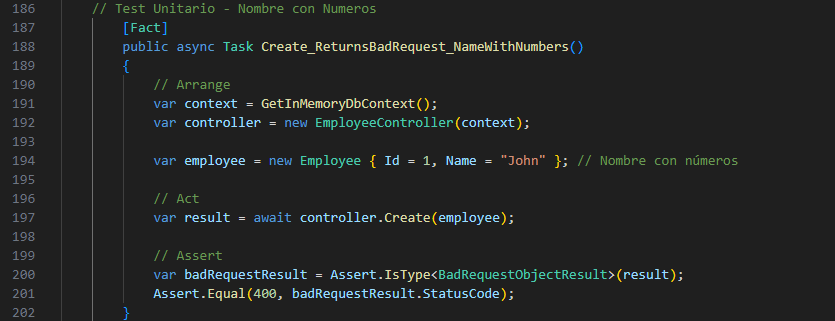 186 // Test Unitario - Nombre con Numeros
187 [Fact]
188 public async Task Create_ReturnsBadRequest_NameWithNumbers()
189 {
190 // Arrange
191 var context = GetInMemoryDbContext();
192 var controller = new EmployeeController(context);
193
194 var employee = new Employee { Id = 1, Name = "John" }; // Nombre con números
195
196 // Act
197 var result = await controller.Create(employee);
198
199 // Assert
200 var badRequestResult = Assert.IsType<BadRequestObjectResult>(result);
201 Assert.Equal(400, badRequestResult.StatusCode);
202 }